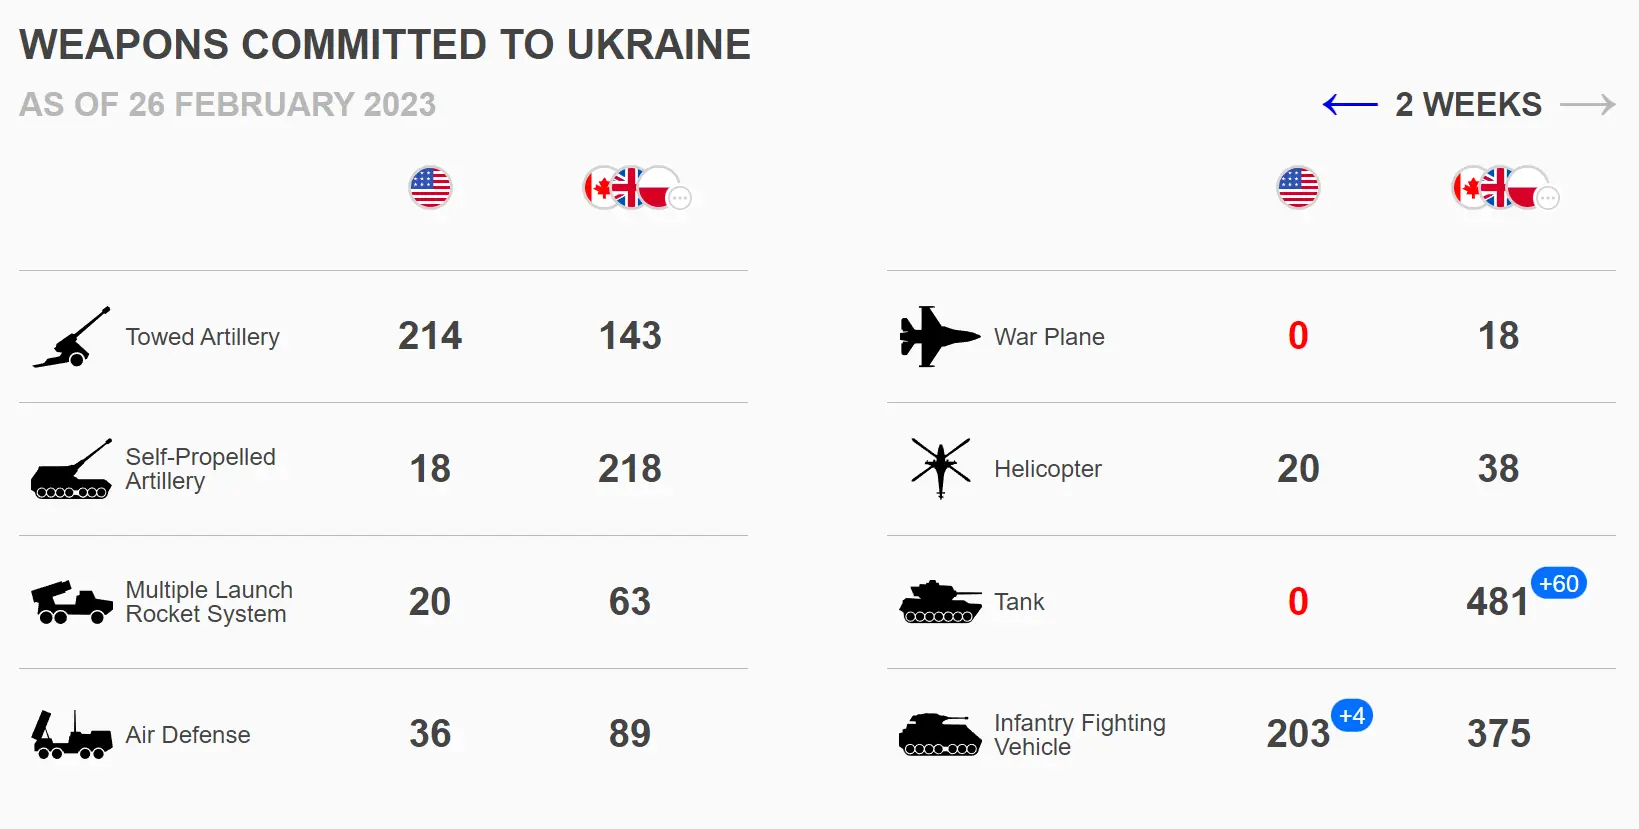 WEAPONS COMMITTED TO UKRAINE
AS OF 26 FEBRUARY 2023
2 WEEKS
Towed Artillery 214 143
Self-Propelled
Artillery 18 218
Multiple Launch
Rocket System 20 63
Air Defense 36 89
War Plane 0 18
Helicopter 20 38
Tank 0 481 +60
Infantry Fighting
Vehicle 203 +4 375